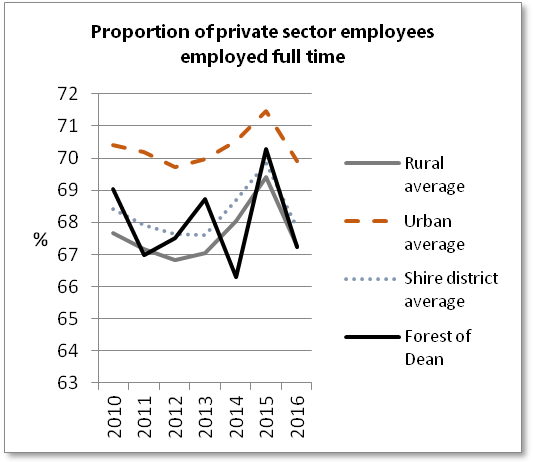 Proportion of private sector employees
employed full time
72
71
70
69
68
67
66
65
64
63
%
2010
2011
2012
2013
2014
2015
2016
Rural
average
Urban
average
Shire district
average
Forest of
Dean